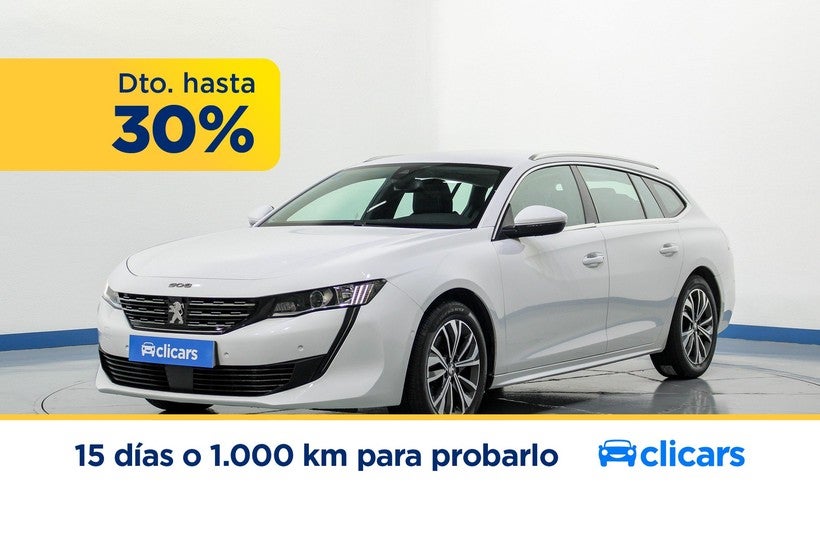 Dto. hasta
30%
508
clicars
15 días o 1.000 km para probarlo
clicars